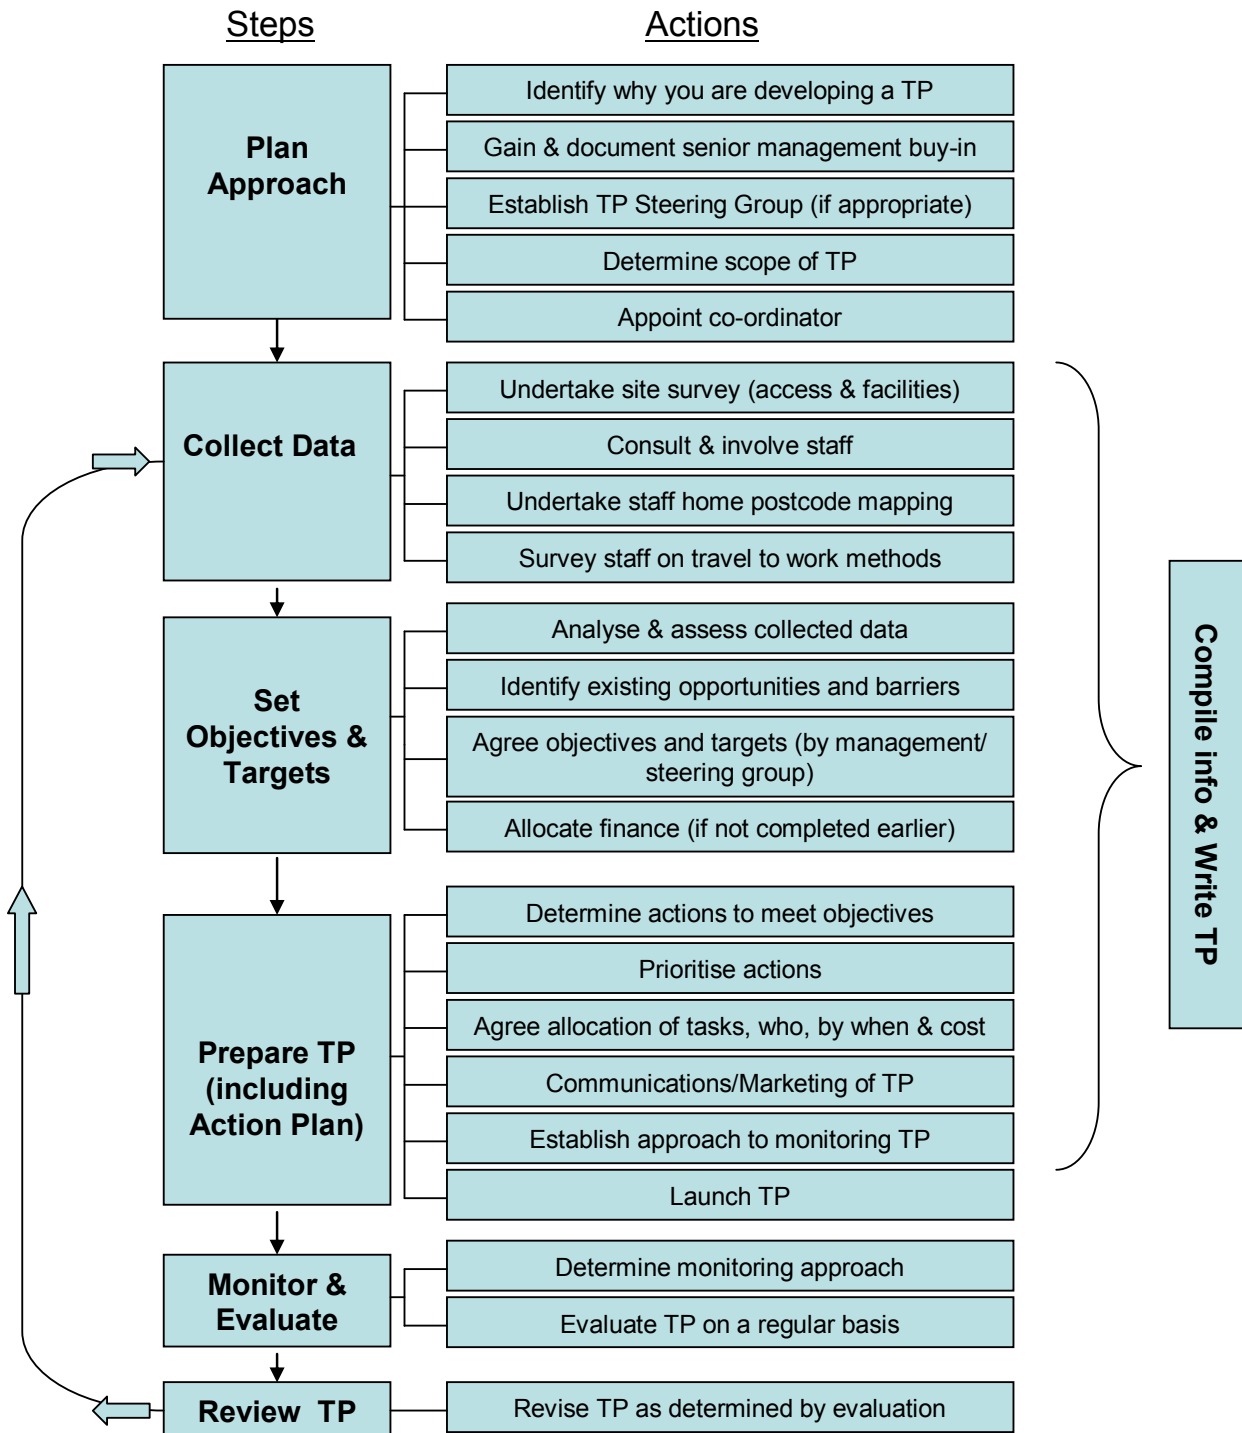 Steps
Actions
Plan
Approach
Identify why you are developing a TP
Gain & document senior management buy-in
Establish TP Steering Group (if appropriate)
Determine scope of TP
Appoint co-ordinator
Collect Data
Undertake site survey (access & facilities)
Consult & involve staff
Undertake staff home postcode mapping
Survey staff on travel to work methods
Set
Objectives &
Targets
Analyse & assess collected data
Identify existing opportunities and barriers
Agree objectives and targets (by management/
steering group)
Allocate finance (if not completed earlier)
Prepare TP
(including
Action Plan)
Determine actions to meet objectives
Prioritise actions
Agree allocation of tasks, who, by when & cost
Communications/Marketing of TP
Establish approach to monitoring TP
Launch TP
Compile info & Write TP
Monitor &
Evaluate
Determine monitoring approach
Evaluate TP on a regular basis
Review TP
Revise TP as determined by evaluation